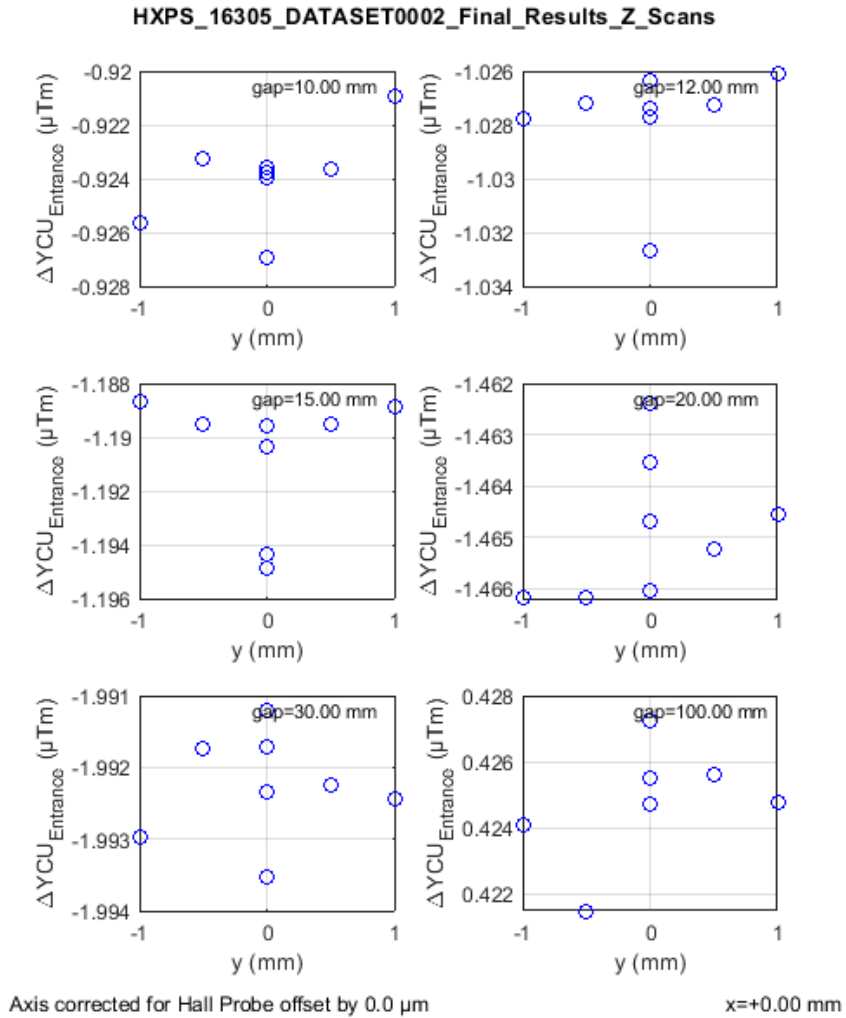 HXPS_16305_DATASET0002_Final_Results_Z_Scans
ΔYCU_Entrance (μTm)
-0.92
-0.922
-0.924
-0.926
-0.928
gap=10.00 mm
-1 0 1
y (mm)
ΔYCU_Entrance (μTm)
-1.026
-1.028
-1.03
-1.032
-1.034
gap=12.00 mm
-1 0 1
y (mm)
ΔYCU_Entrance (μTm)
-1.188
-1.19
-1.192
-1.194
-1.196
gap=15.00 mm
-1 0 1
y (mm)
ΔYCU_Entrance (μTm)
-1.462
-1.463
-1.464
-1.465
-1.466
gap=20.00 mm
-1 0 1
y (mm)
ΔYCU_Entrance (μTm)
-1.991
-1.992
-1.993
-1.994
gap=30.00 mm
-1 0 1
y (mm)
ΔYCU_Entrance (μTm)
0.428
0.426
0.424
0.422
gap=100.00 mm
-1 0 1
y (mm)
Axis corrected for Hall Probe offset by 0.0 μm
x=+0.00 mm